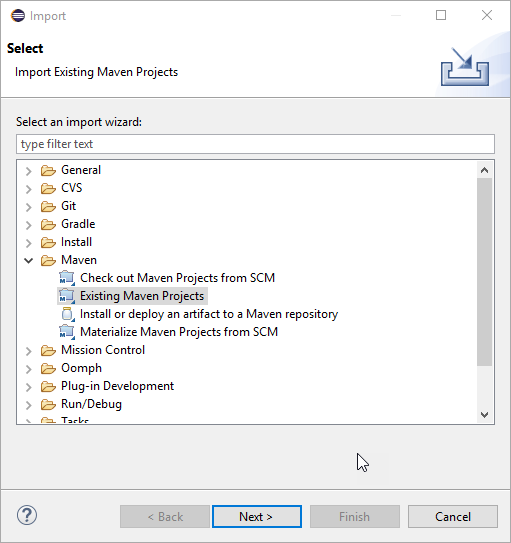 Import
Select
Import Existing Maven Projects
Select an import wizard:
type filter text
General
CVS
Git
Gradle
Install
Maven
Check out Maven Projects from SCM
Existing Maven Projects
Install or deploy an artifact to a Maven repository
Materialize Maven Projects from SCM
Mission Control
Oomph
Plug-in Development
Run/Debug
Tasks
?
< Back
Next >
Finish
Cancel